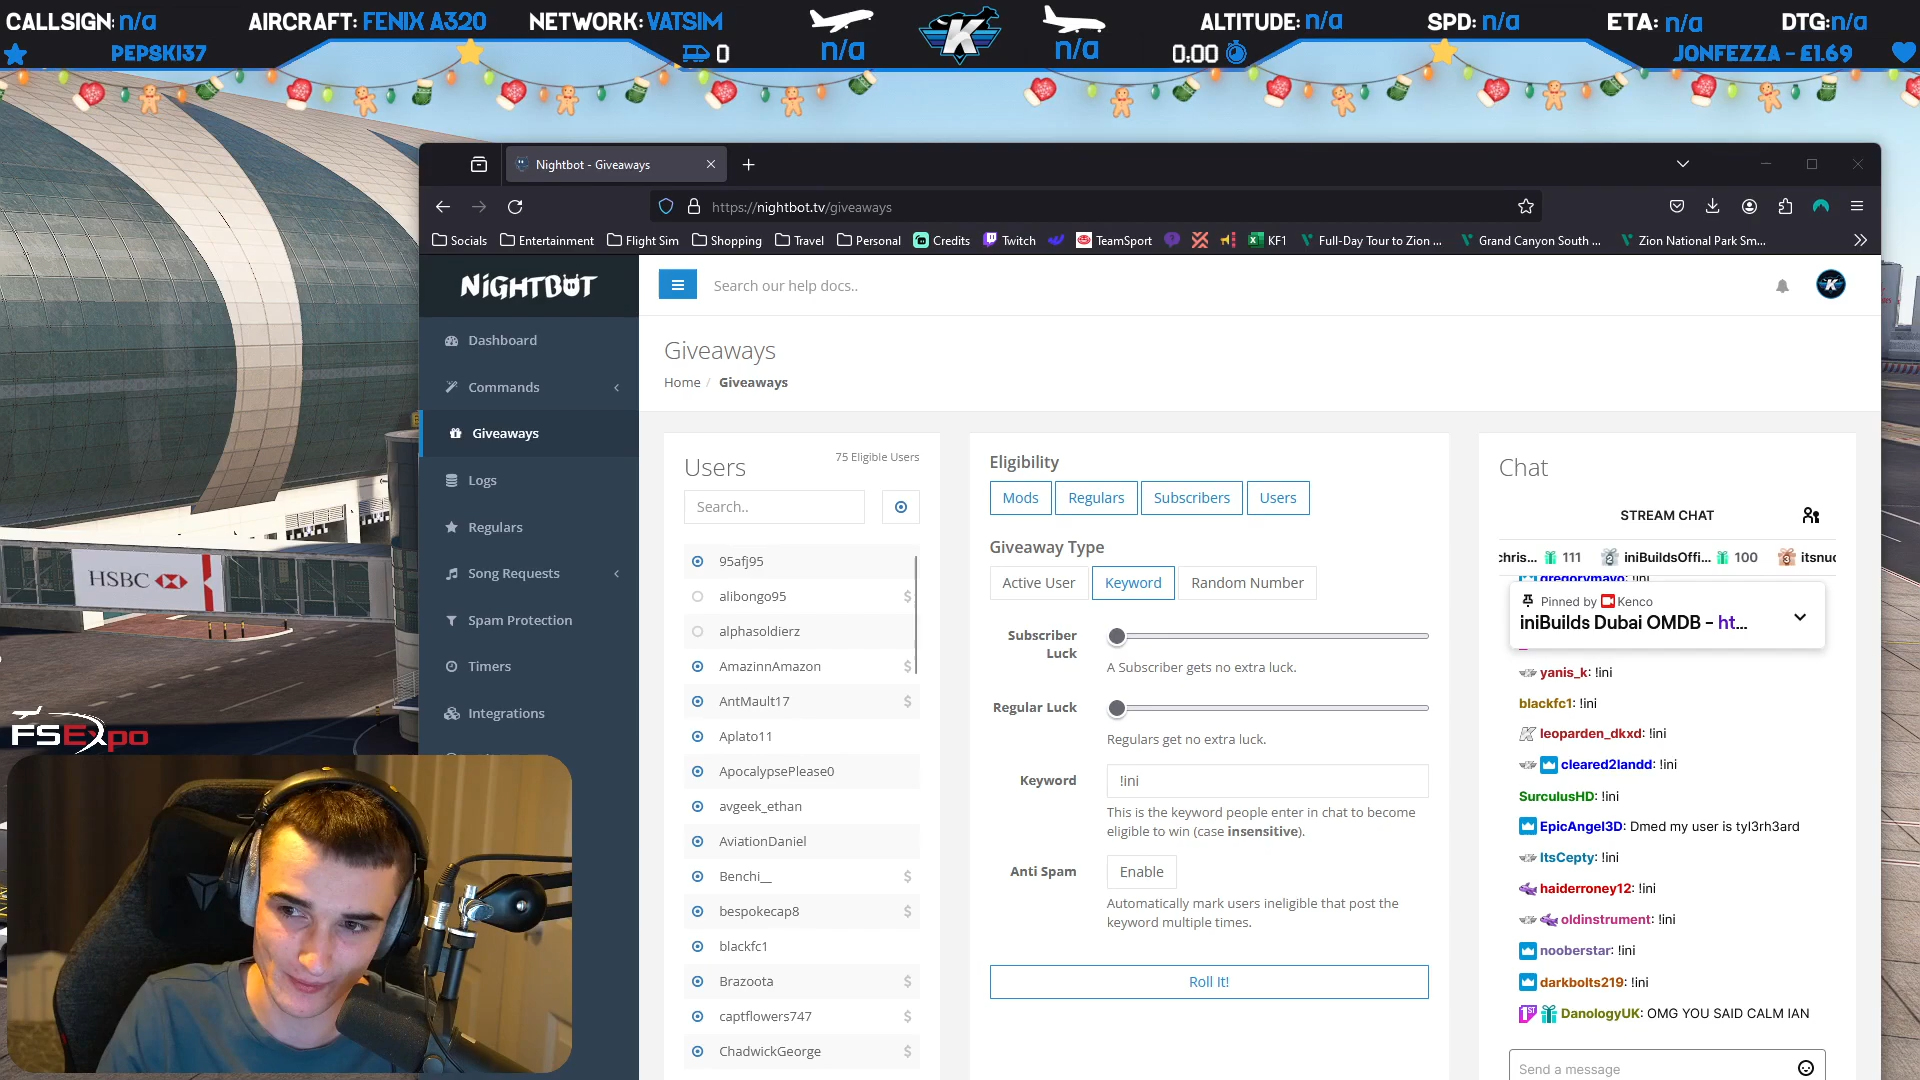 CALLSIGN: n/a
AIRCRAFT: FENIX A320
NETWORK: VATSIM
n/a
K
n/a
ALTITUDE: n/a
SPD: n/a
ETA: n/a
DTG:n/a
PEPSKI37
0
0:00
JONFEZZA - £1.69
Nightbot - Giveaways
https://nightbot.tv/giveaways
Socials
Entertainment
Flight Sim
Shopping
Travel
Personal
Credits
Twitch
TeamSport
KF1
Full-Day Tour to Zion ...
Grand Canyon South ...
Zion National Park Sm...
NIGHTBOT
Search our help docs..
Dashboard
Commands
Giveaways
Logs
Regulars
Song Requests
Spam Protection
Timers
Integrations
Giveaways
Home / Giveaways
Users
75 Eligible Users
Search..
95afj95
alibongo95 $
alphasoldierz
AmazinnAmazon $
AntMault17 $
Aplato11
ApocalypsePlease0
avgeek_ethan
AviationDaniel
Benchi__ $
bespokecap8 $
blackfc1
Brazoota $
captflowers747 $
ChadwickGeorge $
Eligibility
Mods
Regulars
Subscribers
Users
Giveaway Type
Active User
Keyword
Random Number
Subscriber
Luck
A Subscriber gets no extra luck.
Regular Luck
Regulars get no extra luck.
Keyword
!ini
This is the keyword people enter in chat to become
eligible to win (case insensitive).
Anti Spam
Enable
Automatically mark users ineligible that post the
keyword multiple times.
Roll It!
Chat
STREAM CHAT
chris... 111
2 iniBuildsOffi... 100
3 itsnuc
gregorymayo: !ini
Pinned by Kenco
iniBuilds Dubai OMDB - ht...
yanis_k: !ini
blackfc1: !ini
leoparden_dkxd: !ini
cleared2landd: !ini
SurculusHD: !ini
EpicAngel3D: Dmed my user is tyl3rh3ard
ItsCepty: !ini
haiderroney12: !ini
oldinstrument: !ini
nooberstar: !ini
darkbolts219: !ini
1ST DanologyUK: OMG YOU SAID CALM IAN
Send a message
HSBC
FSExpo